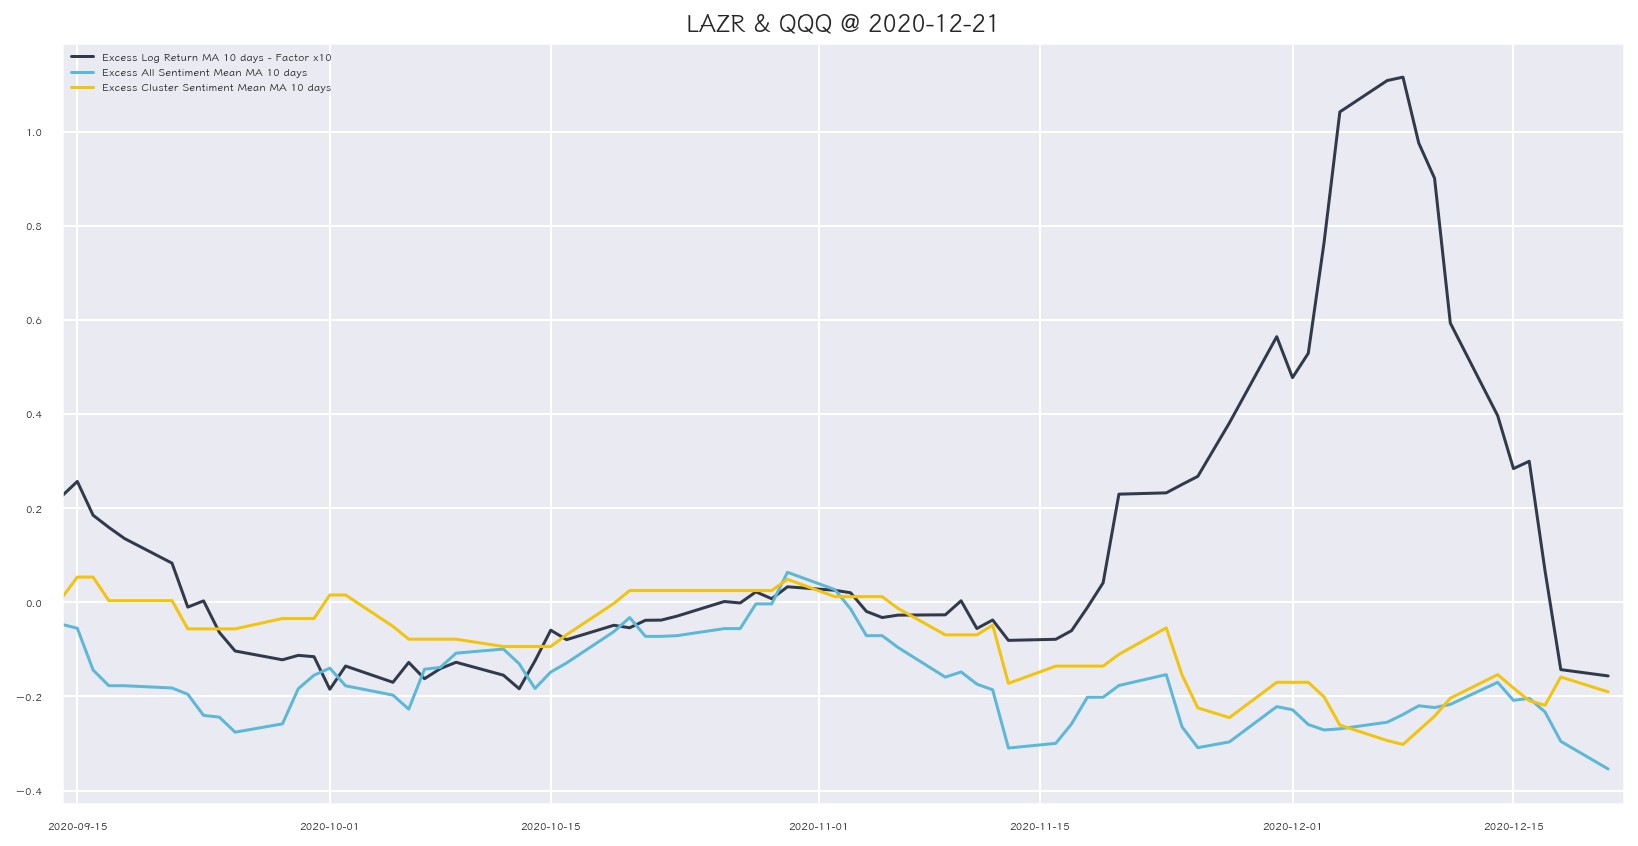 LAZR & QQQ @ 2020-12-21
Excess Log Return MA 10 days - Factor x10
Excess All Sentiment Mean MA 10 days
Excess Cluster Sentiment Mean MA 10 days
1.0
0.8
0.6
0.4
0.2
0.0
−0.2
−0.4
2020-09-15 2020-10-01 2020-10-15 2020-11-01 2020-11-15 2020-12-01 2020-12-15